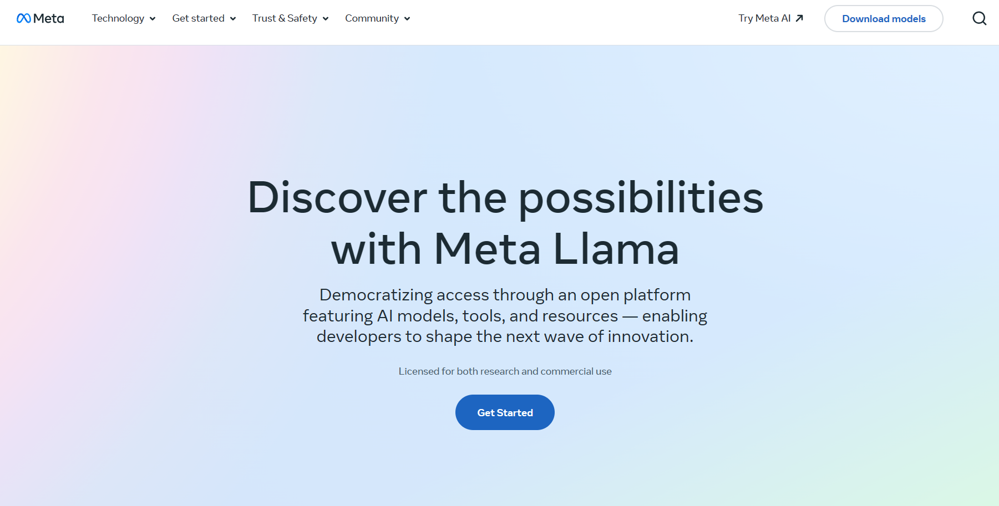 Meta
Technology
Get started
Trust & Safety
Community
Try Meta AI
Download models
Discover the possibilities
with Meta Llama
Democratizing access through an open platform
featuring AI models, tools, and resources — enabling
developers to shape the next wave of innovation.
Licensed for both research and commercial use
Get Started